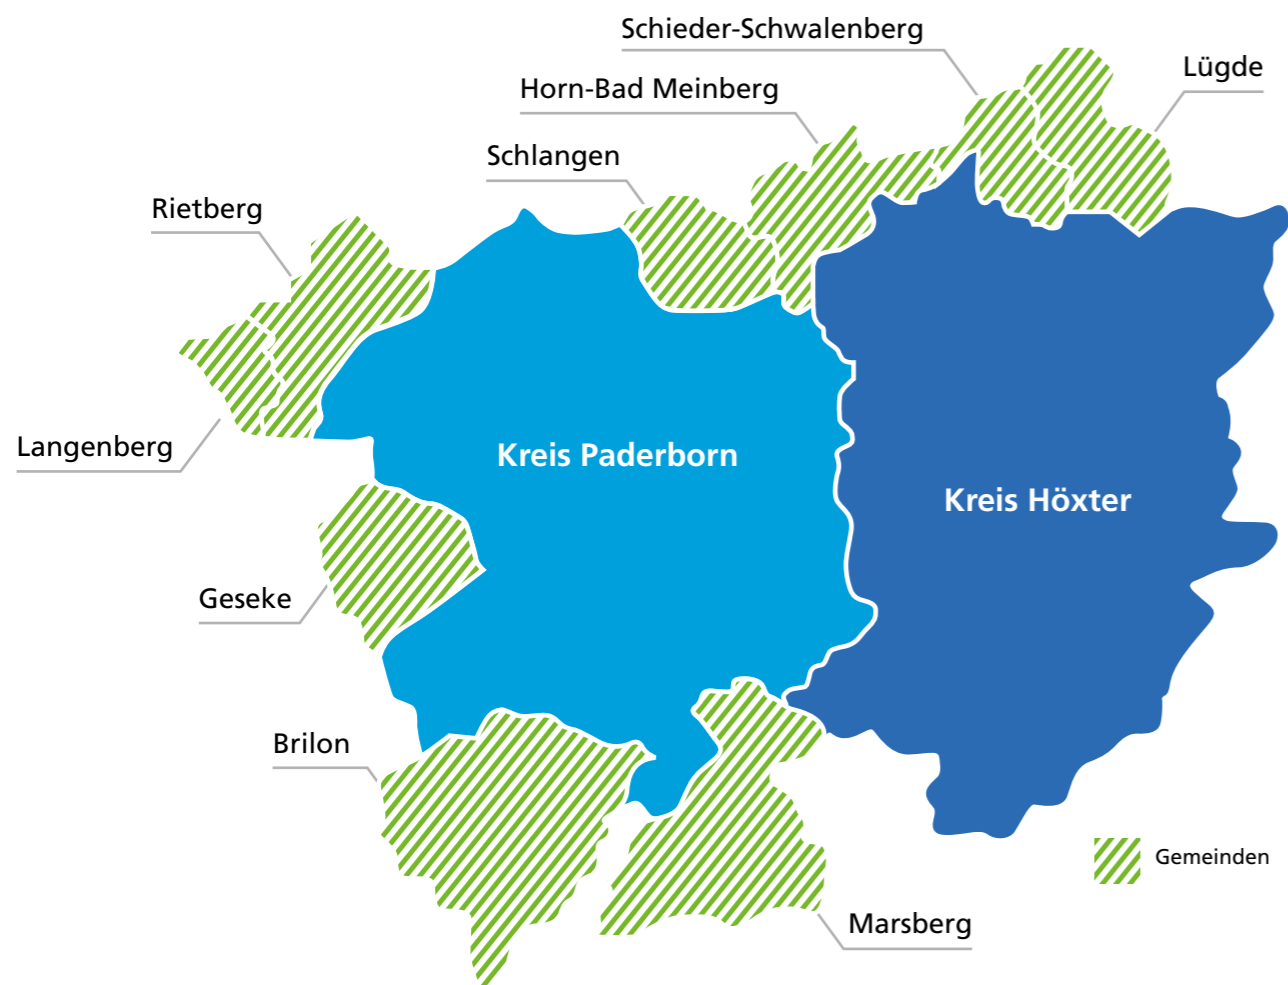 Schieder-Schwalenberg
Lügde
Horn-Bad Meinberg
Schlangen
Rietberg
Langenberg
Kreis Paderborn
Kreis Höxter
Geseke
Brilon
Gemeinden
Marsberg